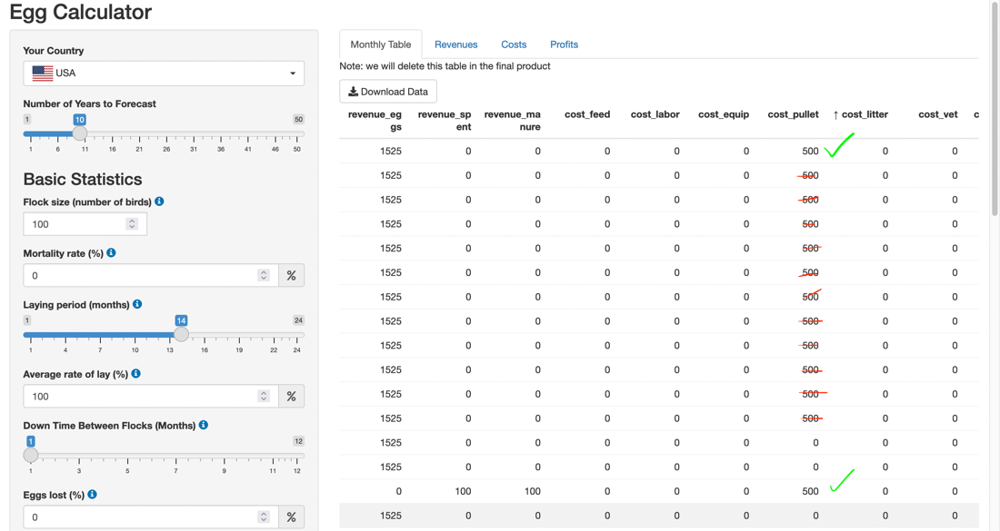 Egg Calculator
Your Country
USA
Number of Years to Forecast
1 10 50
1 6 11 16 21 26 31 36 41 46 50
Basic Statistics
Flock size (number of birds)
100
Mortality rate (%)
0 %
Laying period (months)
1 14 24
1 4 7 10 13 16 19 22 24
Average rate of lay (%)
100 %
Down Time Between Flocks (Months)
1 12
1 3 5 7 9 11 12
Eggs lost (%)
0 %
Monthly Table Revenues Costs Profits
Note: we will delete this table in the final product
Download Data
revenue_eg revenue_sp revenue_ma cost_feed cost_labor cost_equip cost_pullet ↑ cost_litter cost_vet c
gs ent nure
1525 0 0 0 0 0 500 0 0
1525 0 0 0 0 0 500 0 0
1525 0 0 0 0 0 500 0 0
1525 0 0 0 0 0 500 0 0
1525 0 0 0 0 0 500 0 0
1525 0 0 0 0 0 500 0 0
1525 0 0 0 0 0 500 0 0
1525 0 0 0 0 0 500 0 0
1525 0 0 0 0 0 500 0 0
1525 0 0 0 0 0 500 0 0
1525 0 0 0 0 0 500 0 0
1525 0 0 0 0 0 500 0 0
1525 0 0 0 0 0 0 0 0
1525 0 0 0 0 0 0 0 0
0 100 100 0 0 0 500 0 0
1525 0 0 0 0 0 0 0 0